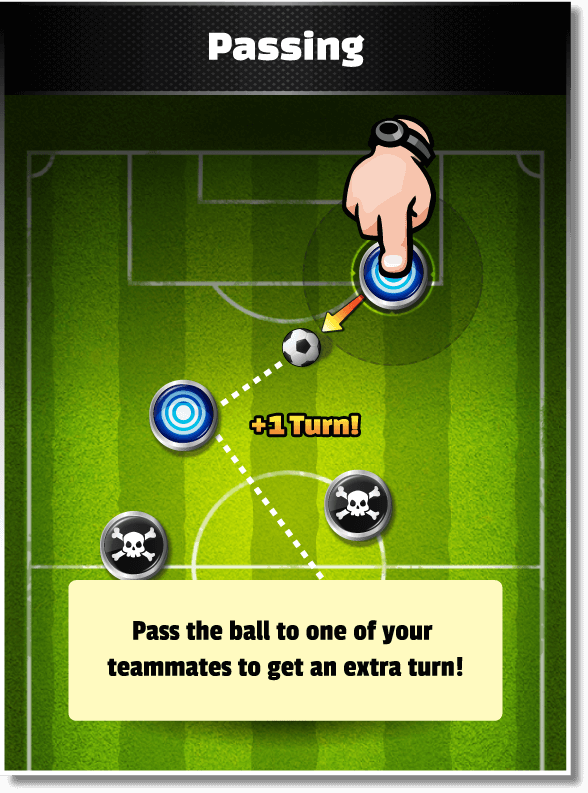 Passing
+1 Turn!
Pass the ball to one of your
teammates to get an extra turn!